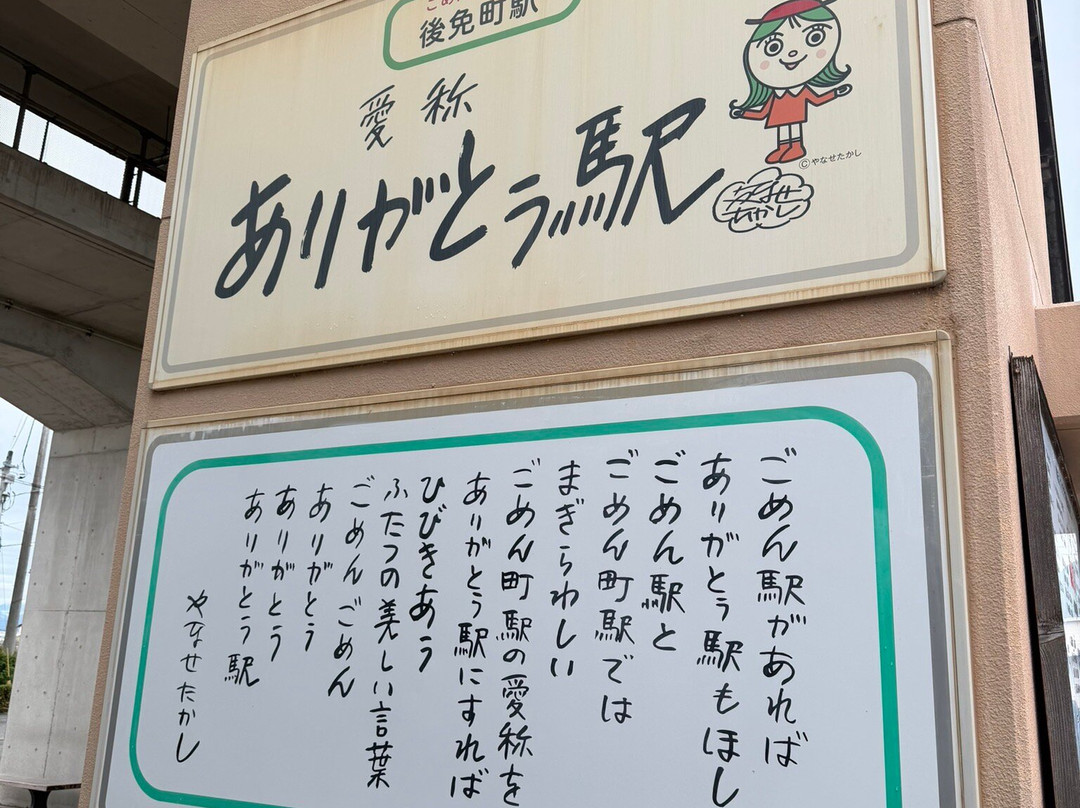 後免町駅
愛称
ありがとう駅
©やなせたかし
やなせ
たかし
ごめん駅があれば
ありがとう駅もほし
ごめん駅と
ごめん町駅では
まぎらわしい
ごめん町駅の愛称を
ありがとう駅にすれば
ひびきあう
ふたつの美しい言葉
ごめんごめん
ありがとう
ありがとう
ありがとう駅
やなせたかし